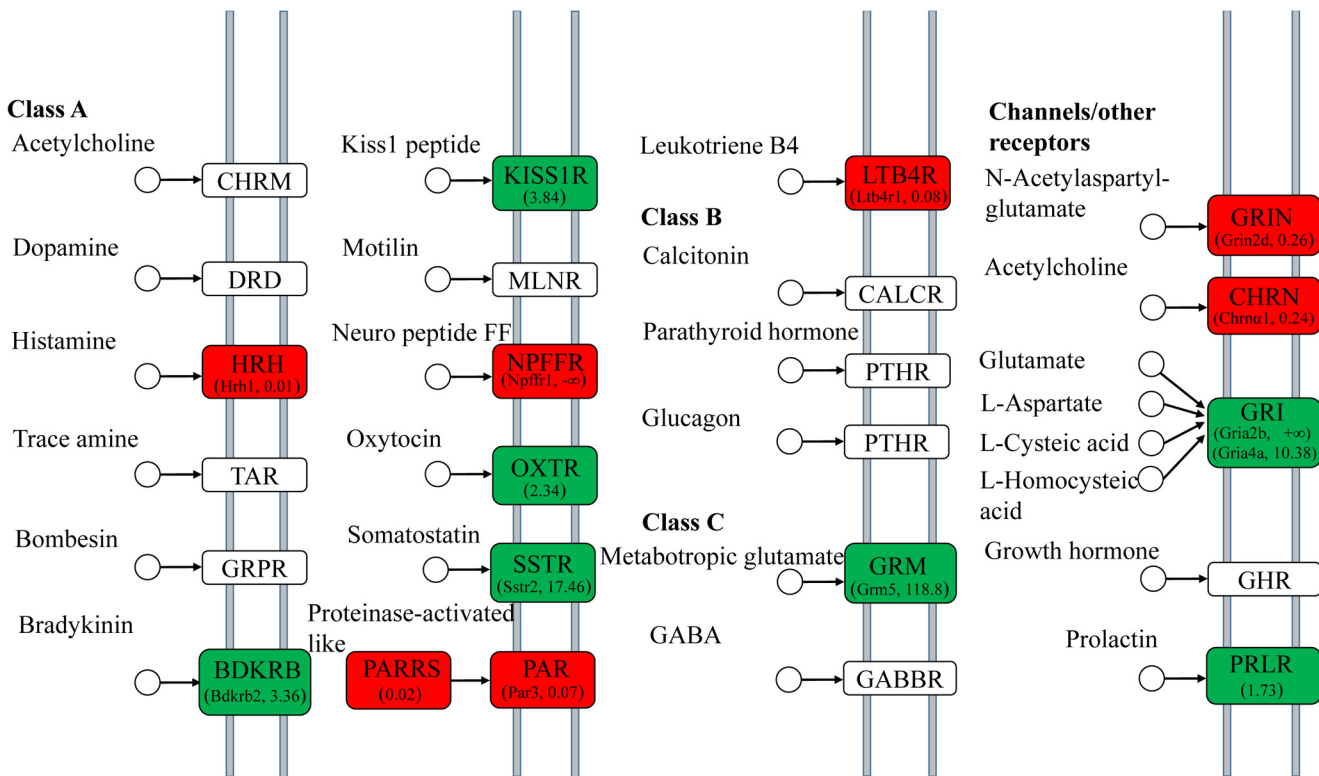 Class A
Acetylcholine
CHRM
Dopamine
DRD
Histamine
HRH
(Hrh1, 0.01)
Trace amine
TAR
Bombesin
GRPR
Bradykinin
BDKRB
(Bdkrb2, 3.36)
Kiss1 peptide
KISS1R
(3.84)
Motilin
MLNR
Neuro peptide FF
NPFFR
(Npffr1, -∞)
Oxytocin
OXTR
(2.34)
Somatostatin
SSTR
(Sstr2, 17.46)
Proteinase-activated
like
PARRS
(0.02)
PAR
(Par3, 0.07)
Leukotriene B4
LTB4R
(Ltb4r1, 0.08)
Class B
Calcitonin
CALCR
Parathyroid hormone
PTHR
Glucagon
PTHR
Class C
Metabotropic glutamate
GRM
(Grm5, 118.8)
GABA
GABBR
Channels/other
receptors
N-Acetylaspartyl-
glutamate
GRIN
(Grin2d, 0.26)
Acetylcholine
CHRN
(Chrnα1, 0.24)
Glutamate
L-Aspartate
L-Cysteic acid
L-Homocysteic
acid
GRI
(Gria2b, +∞)
(Gria4a, 10.38)
Growth hormone
GHR
Prolactin
PRLR
(1.73)